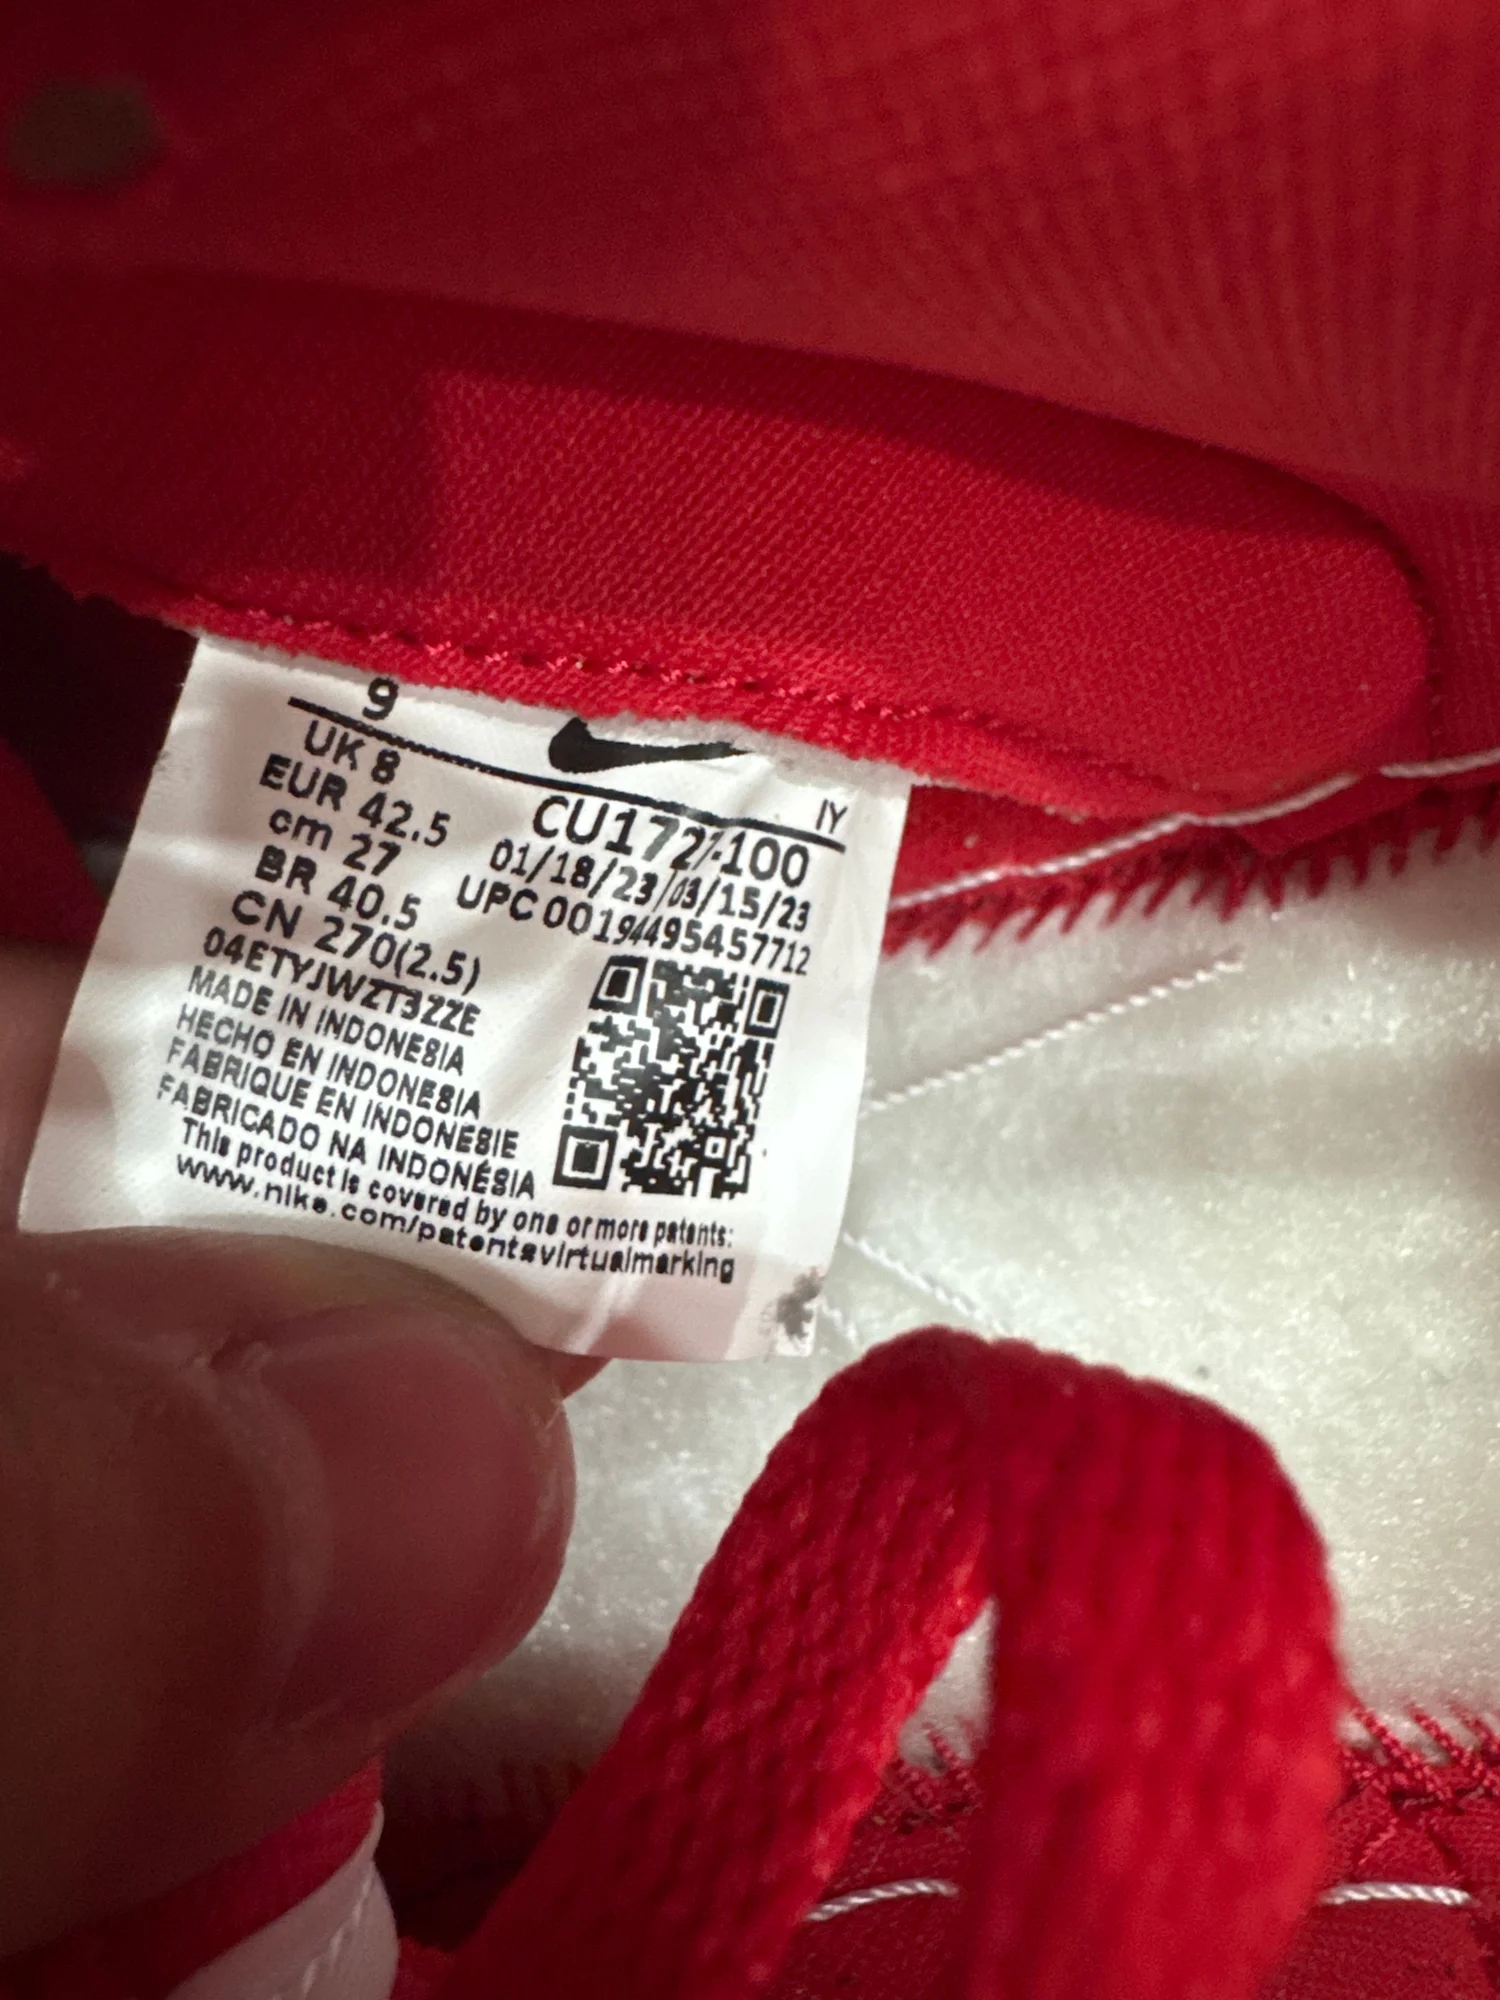 9
UK 8
EUR 42.5
cm 27
BR 40.5
CN 270(2.5)
IY
CU1727-100
01/18/23/03/15/23
UPC 00194495457712
04ETYJWZT3ZZE
MADE IN INDONESIA
HECHO EN INDONESIA
FABRIQUE EN INDONESIE
FABRICADO NA INDONÉSIA
This product is covered by one or more patents:
www.nike.com/patentsvirtualmarking